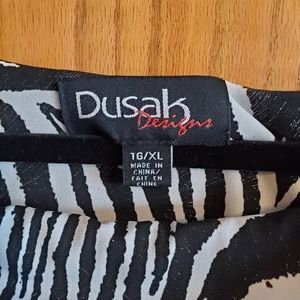 Dusak
Designs
1G/XL
MADE IN
CHINA/
FAIT EN
CHINE